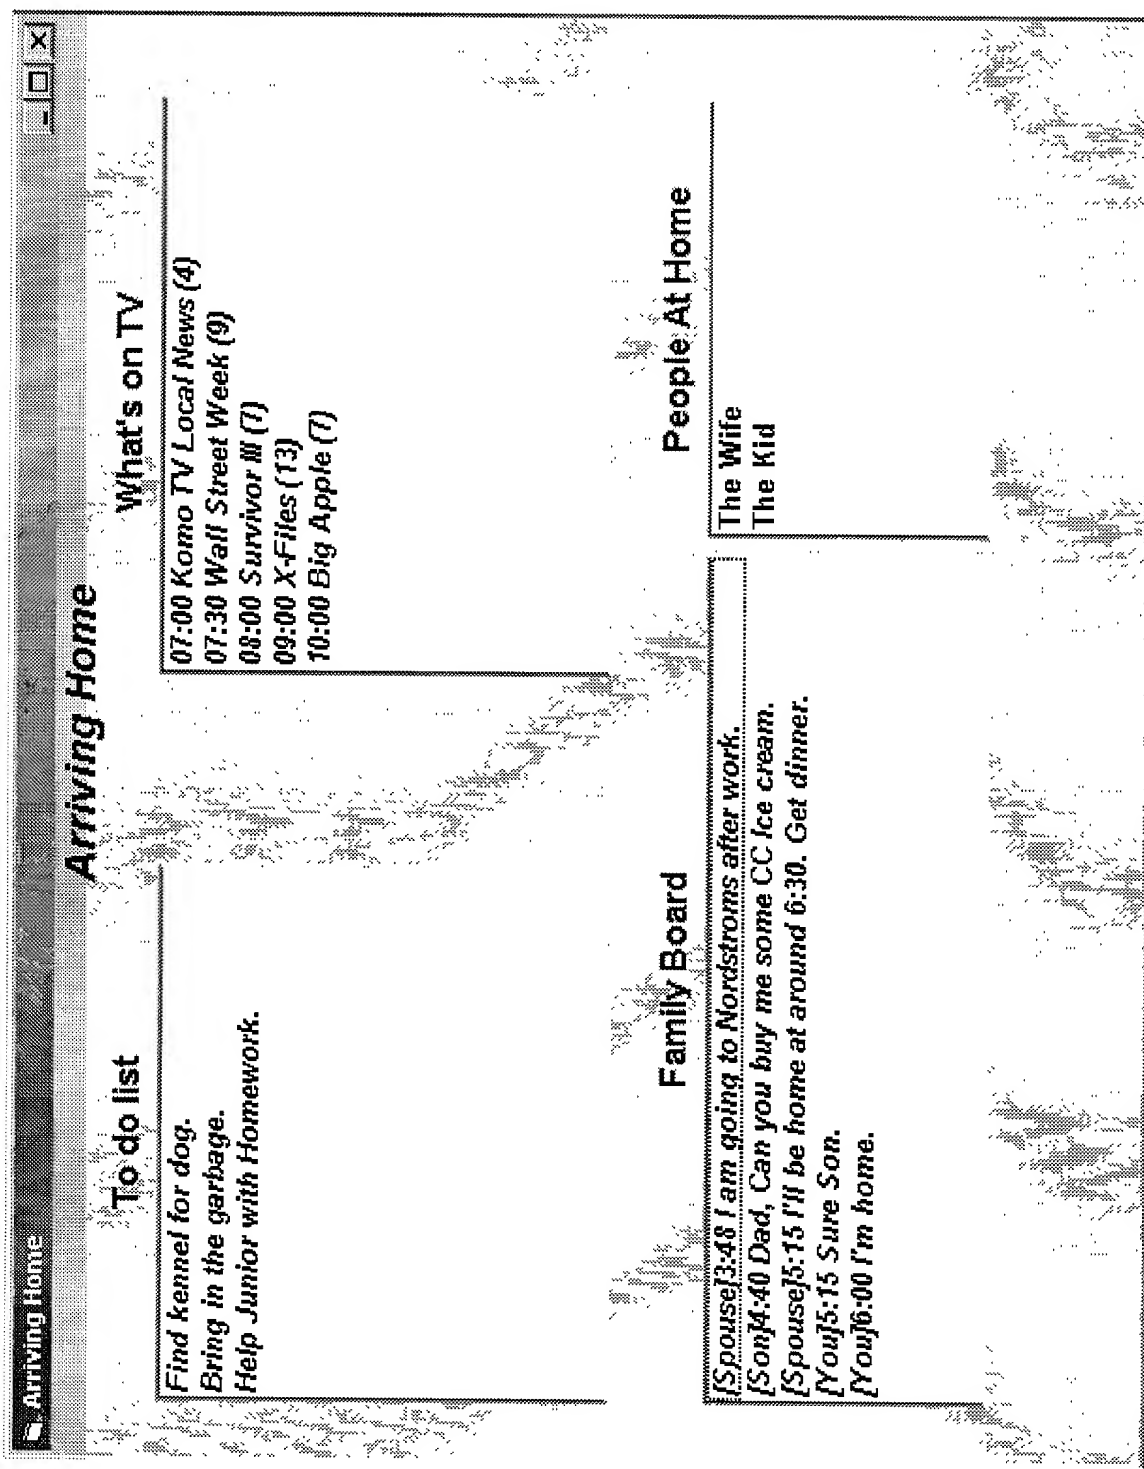 Arriving Home
Arriving Home
To do list
Find kennel for dog.
Bring in the garbage.
Help Junior with Homework.
What's on TV
07:00 Komo TV Local News (4)
07:30 Wall Street Week (9)
08:00 Survivor III (7)
09:00 X-Files (13)
10:00 Big Apple (7)
Family Board
[Spouse]3:48 I am going to Nordstroms after work.
[Son]4:40 Dad, Can you buy me some CC Ice cream.
[Spouse]5:15 I'll be home at around 6:30. Get dinner.
[You]5:15 Sure Son.
[You]6:00 I'm home.
People At Home
The Wife
The Kid